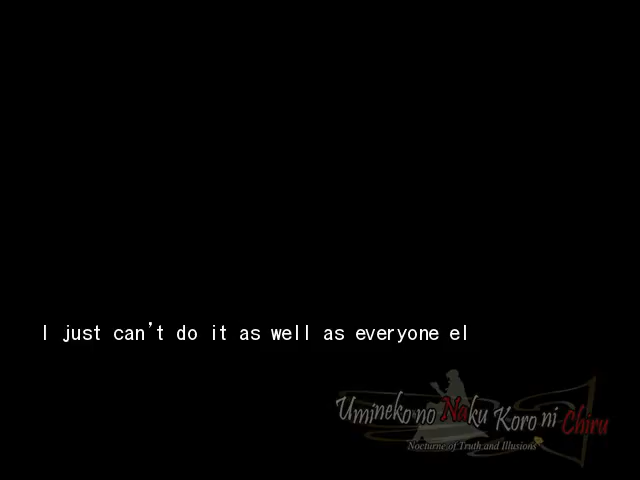 I just can't do it as well as everyone el
Umineko no Naku Koro ni Chiru
Nocturne of Truth and Illusions